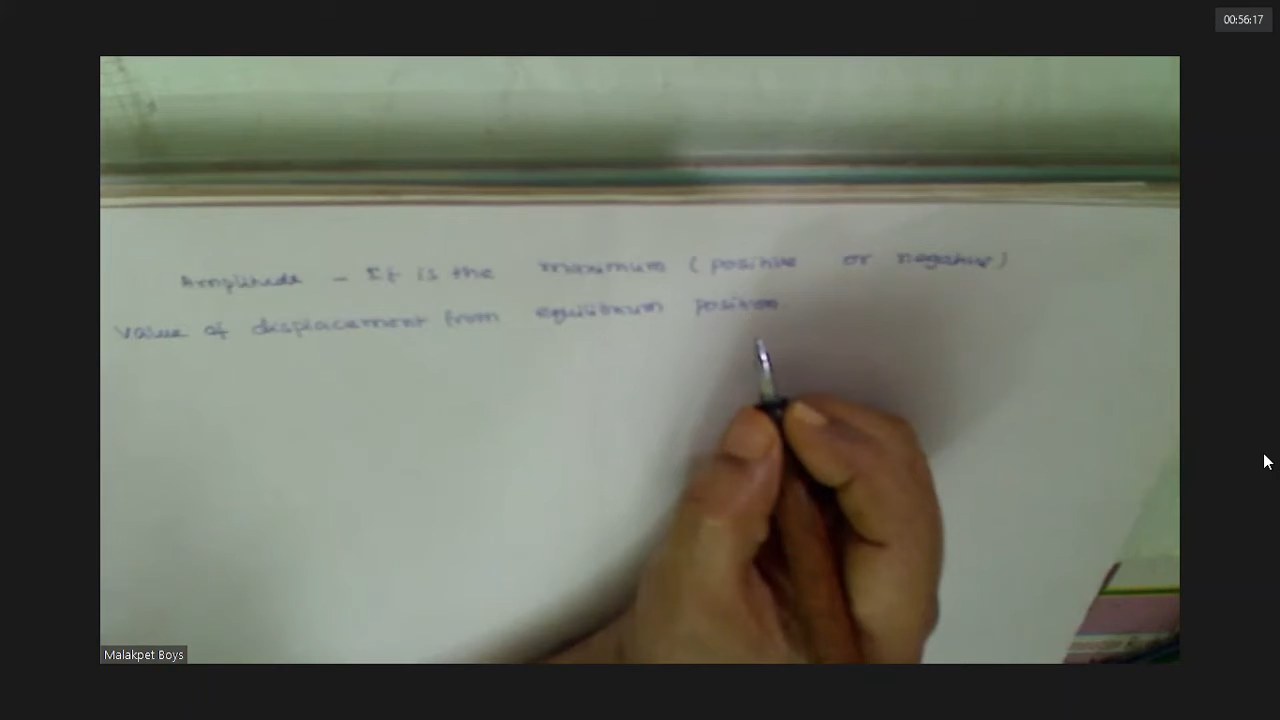 00:56:17
Amplitude - It is the maximum (positive or negative)
value of displacement from equilibrium position.
Malakpet Boys